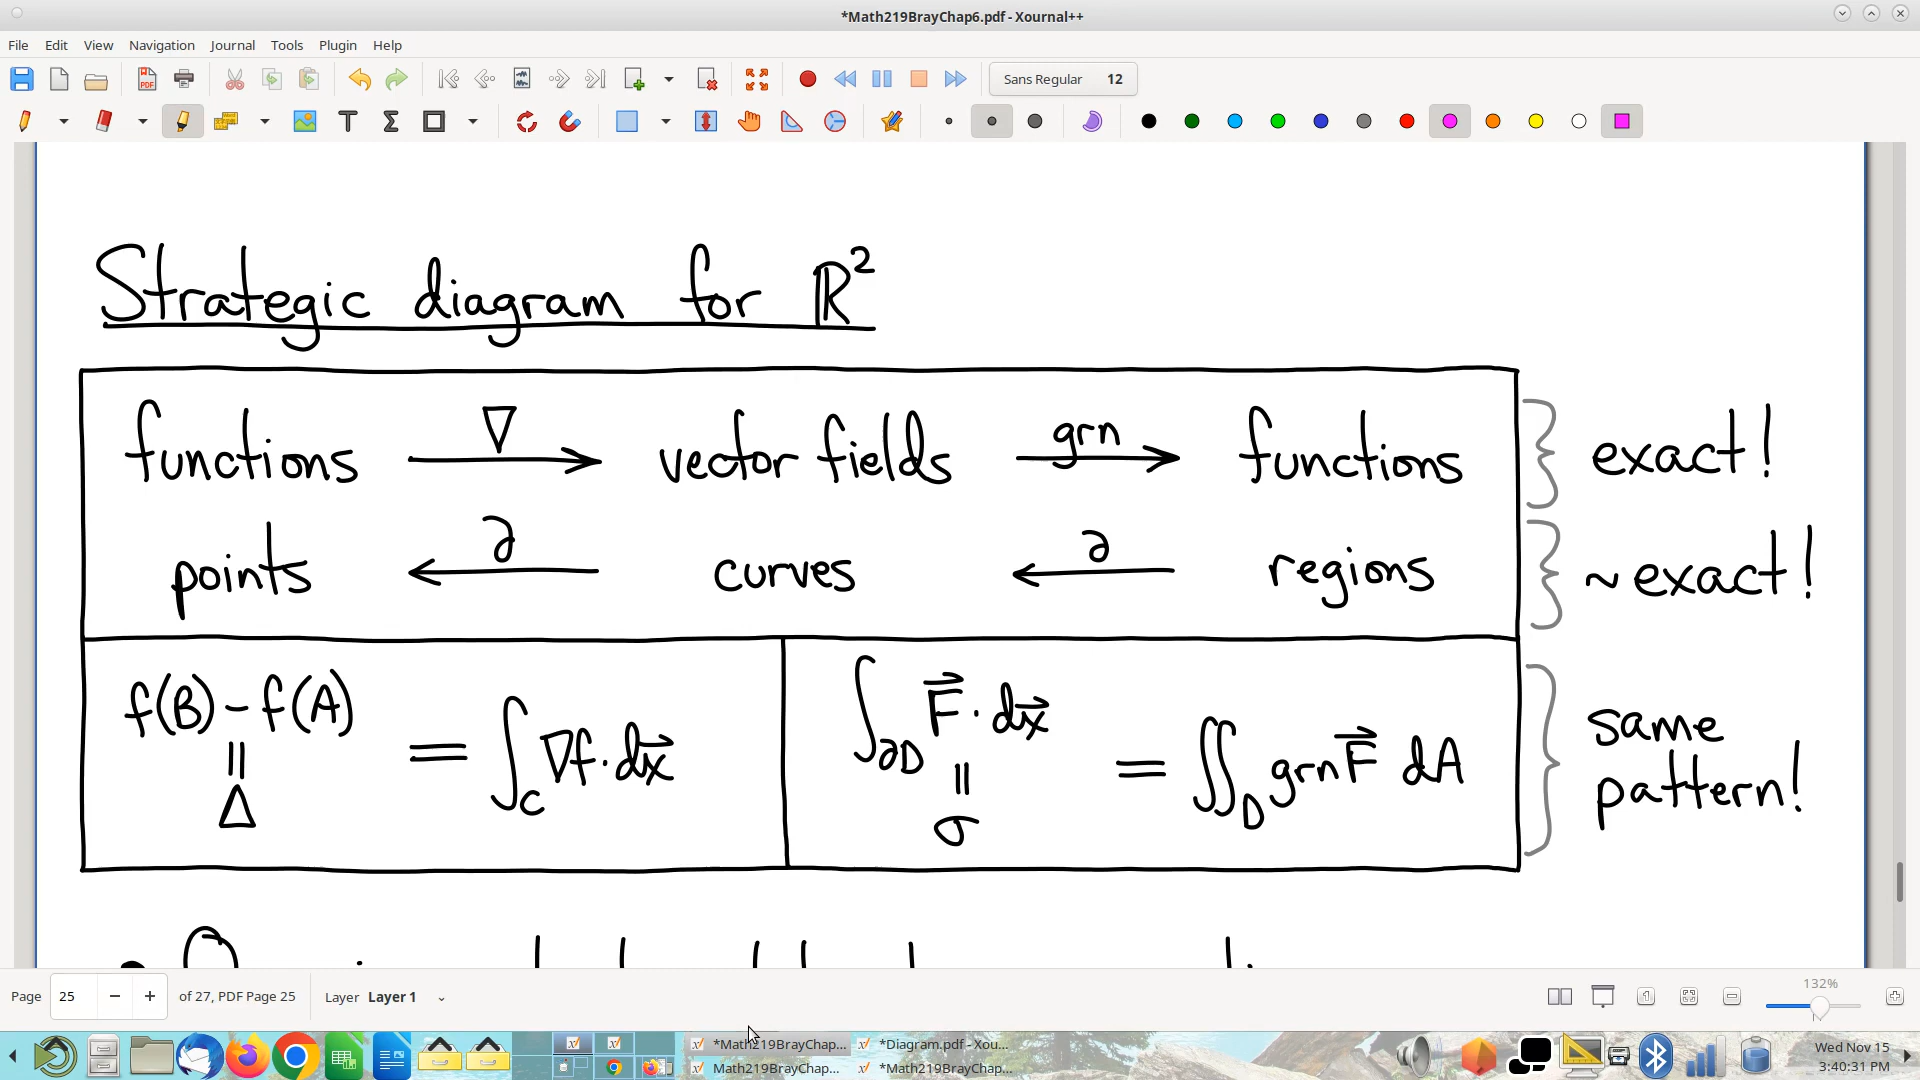 *Math219BrayChap6.pdf - Xournal++
File Edit View Navigation Journal Tools Plugin Help
Sans Regular 12
Strategic diagram for ℝ²
functions ∇ vector fields grn functions exact!
points ∂ curves ∂ regions ~ exact!
f(B) - f(A) = ∫_C ∇f · dx⃗
=
Δ
∫_∂D F⃗ · dx⃗ = ∬_D grn F⃗ dA
=
σ
same
pattern!
Page 25 of 27, PDF Page 25 Layer Layer 1
132%
*Math219BrayChap... *Diagram.pdf - Xou...
Math219BrayChap... *Math219BrayChap...
Wed Nov 15
3:40:31 PM